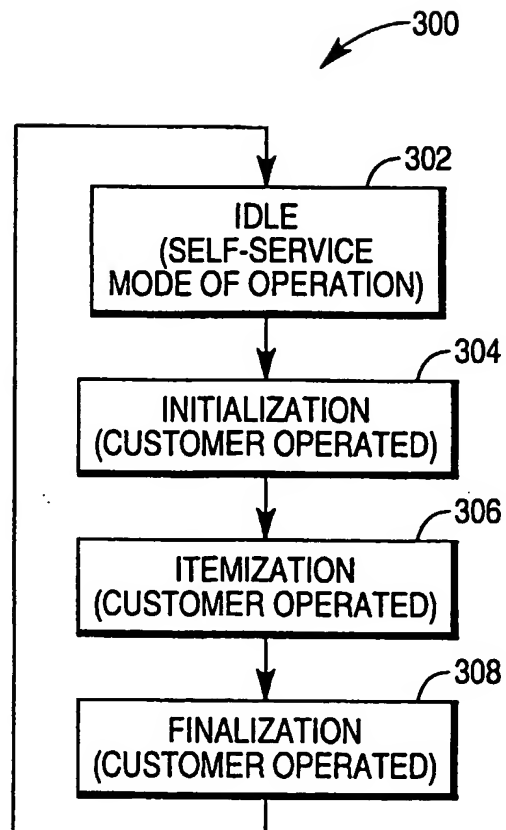 300
302
IDLE
(SELF-SERVICE
MODE OF OPERATION)
304
INITIALIZATION
(CUSTOMER OPERATED)
306
ITEMIZATION
(CUSTOMER OPERATED)
308
FINALIZATION
(CUSTOMER OPERATED)